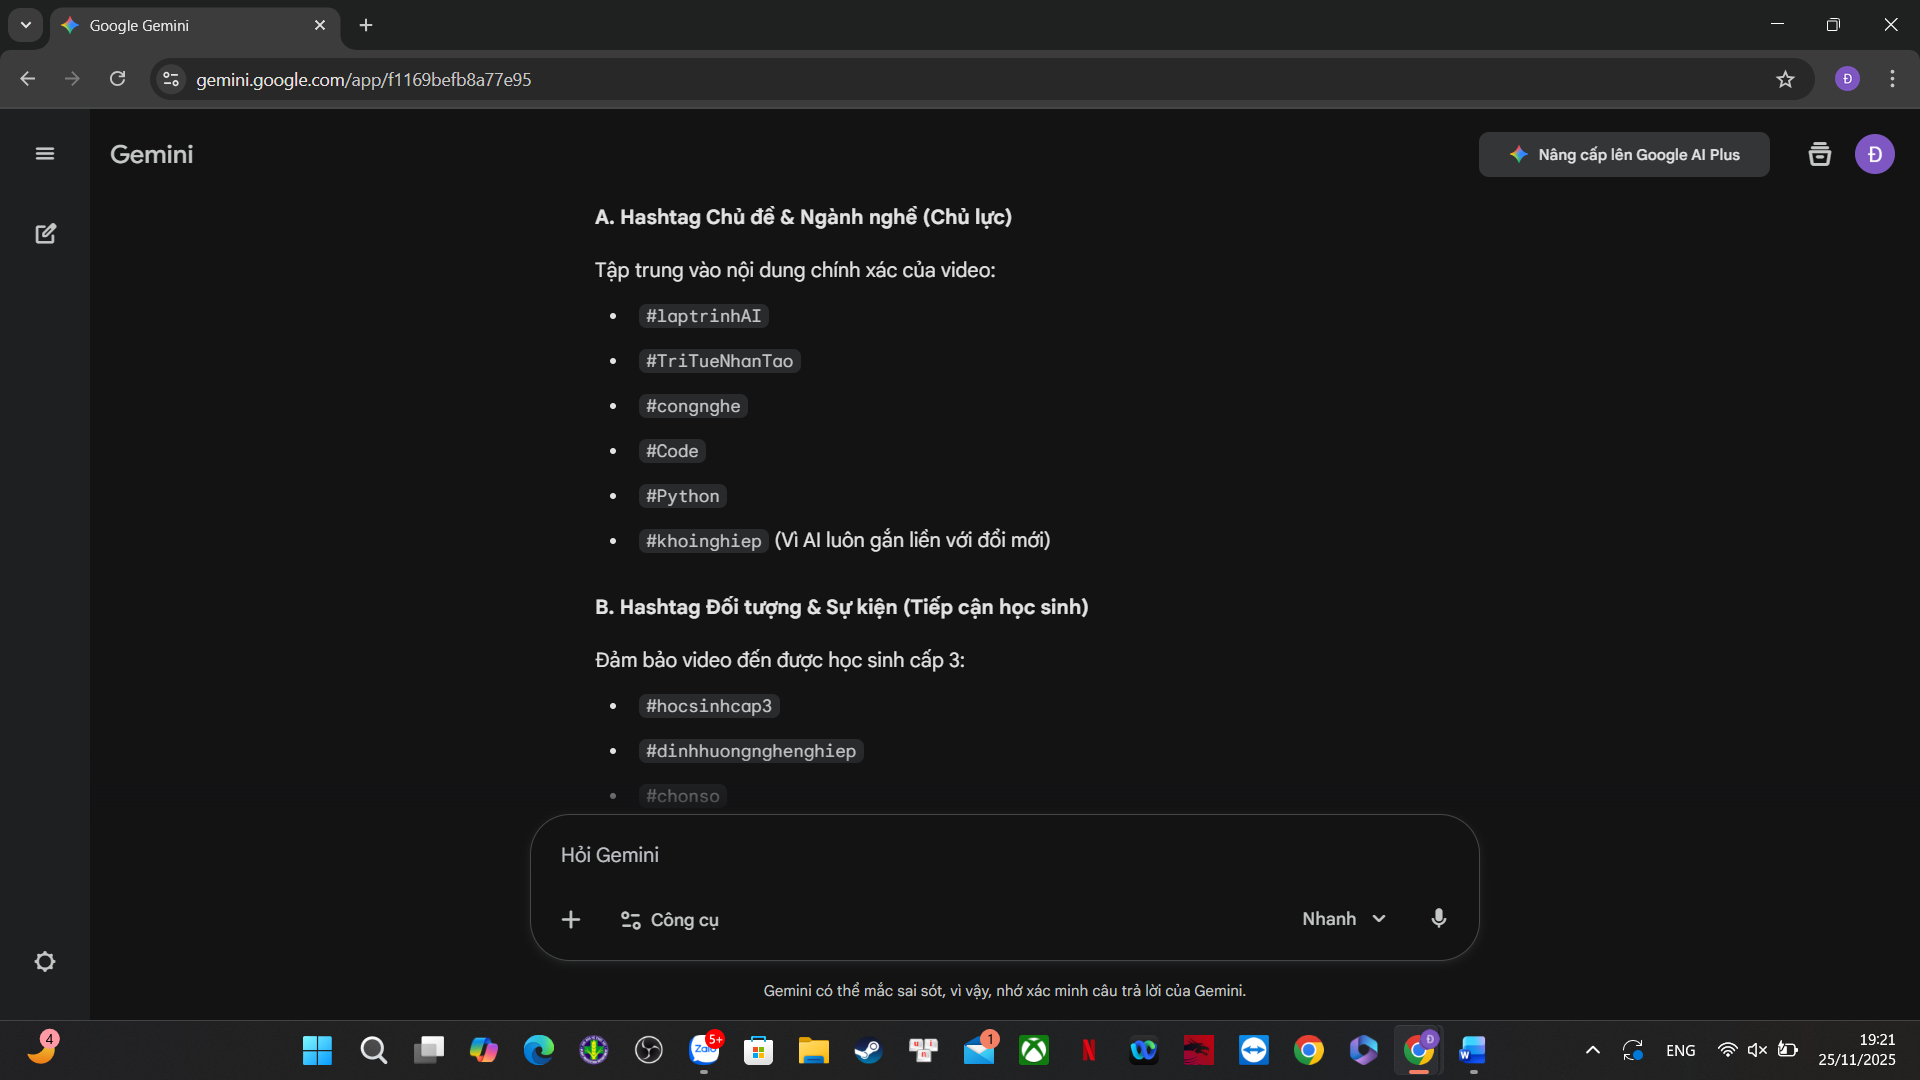 Google Gemini
gemini.google.com/app/f1169befb8a77e95
Đ
Gemini
Nâng cấp lên Google AI Plus
Đ
A. Hashtag Chủ đề & Ngành nghề (Chủ lực)
Tập trung vào nội dung chính xác của video:
#laptrinhAI
#TriTueNhanTao
#congnghe
#Code
#Python
#khoinghiep (Vì AI luôn gắn liền với đổi mới)
B. Hashtag Đối tượng & Sự kiện (Tiếp cận học sinh)
Đảm bảo video đến được học sinh cấp 3:
#hocsinhcap3
#dinhhuongnghenghiep
#chonso
Hỏi Gemini
Công cụ
Nhanh
Gemini có thể mắc sai sót, vì vậy, nhớ xác minh câu trả lời của Gemini.
4
Zalo
5+
1
N
Đ
W
ENG
19:21
25/11/2025